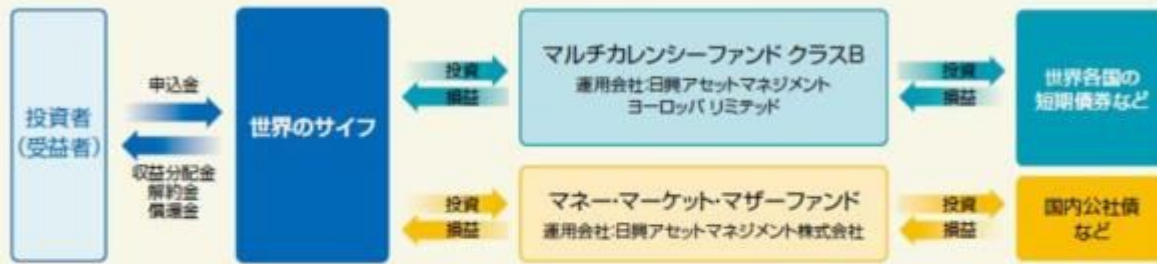 投資者
(受益者)
申込金
収益分配金
解約金
償還金
世界のサイフ
投資
損益
マルチカレンシーファンド クラスB
運用会社:日興アセットマネジメント
ヨーロッパ リミテッド
投資
損益
世界各国の
短期債券など
投資
損益
マネー・マーケット・マザーファンド
運用会社:日興アセットマネジメント株式会社
投資
損益
国内公社債
など